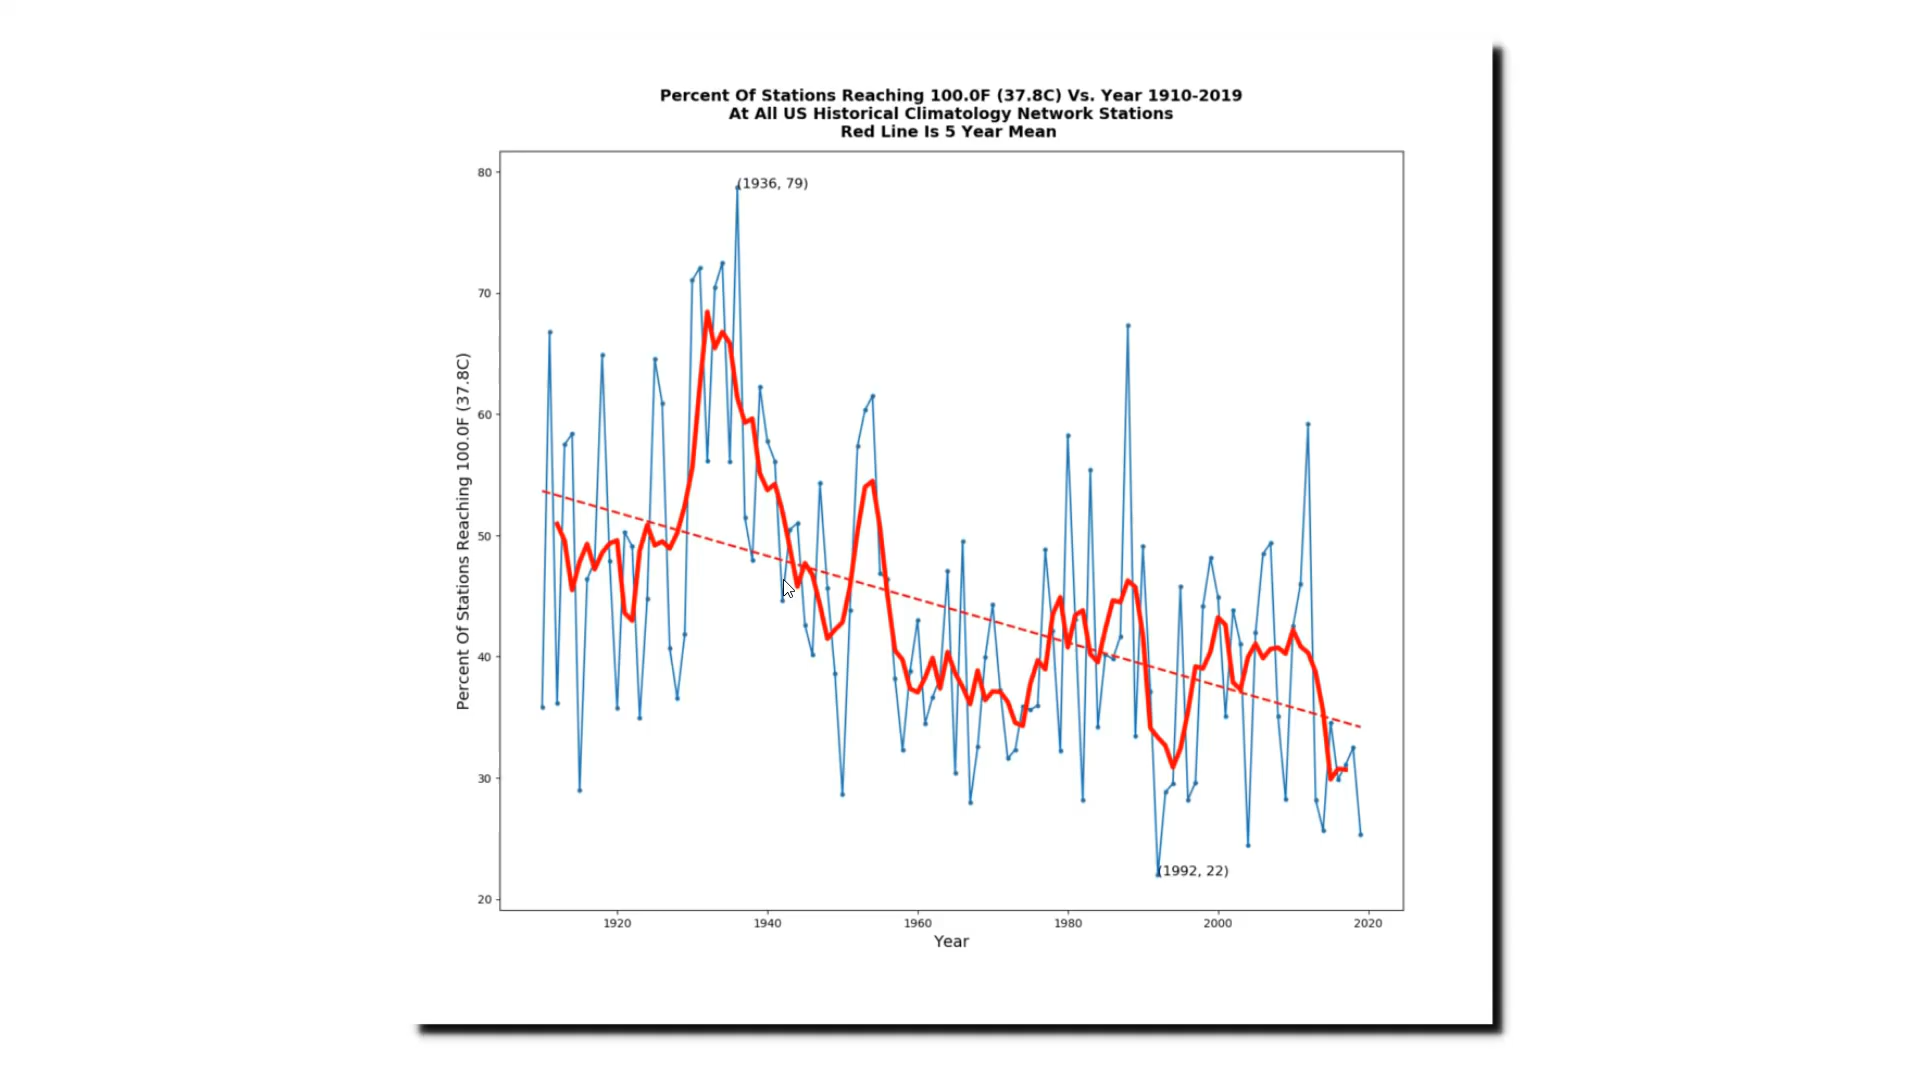 Percent Of Stations Reaching 100.0F (37.8C) Vs. Year 1910-2019
At All US Historical Climatology Network Stations
Red Line Is 5 Year Mean
80
(1936, 79)
70
60
50
40
30
20
Percent Of Stations Reaching 100.0F (37.8C)
(1992, 22)
1920 1940 1960 1980 2000 2020
Year